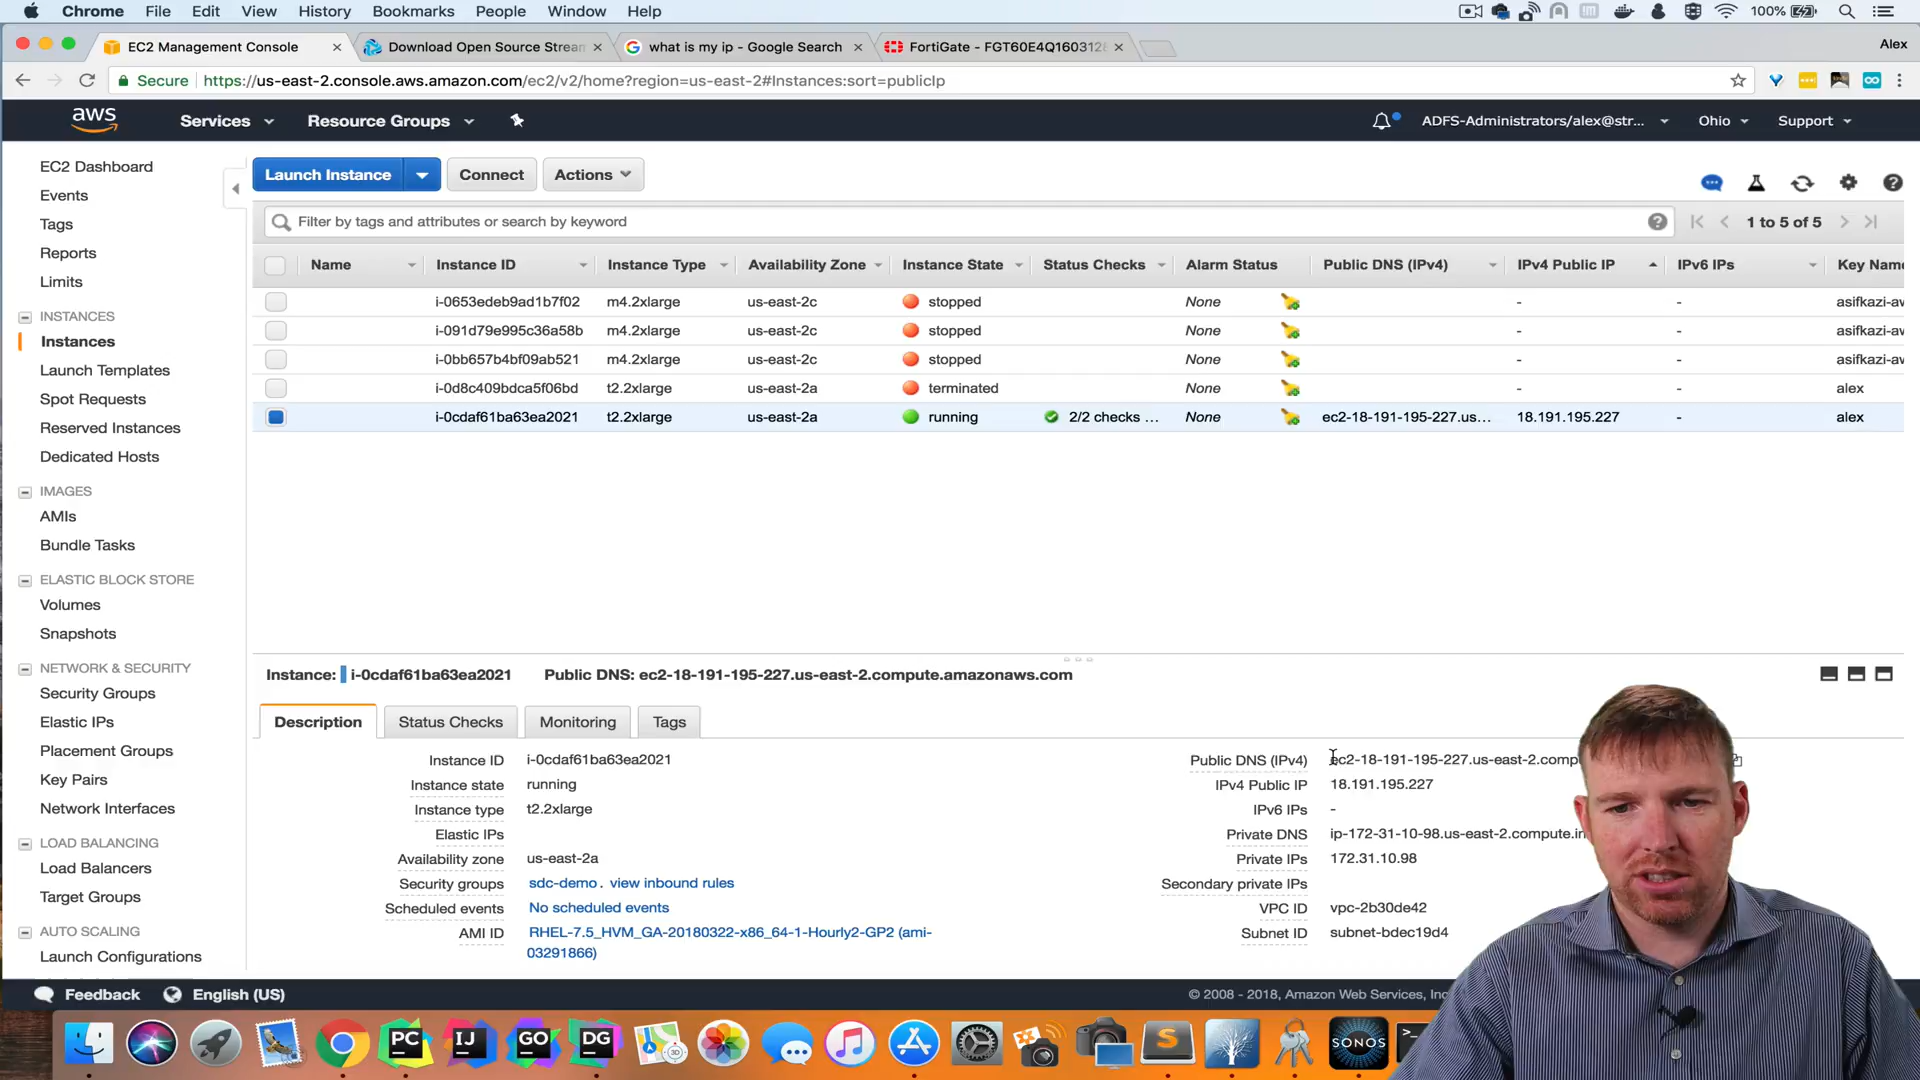 Chrome File Edit View History Bookmarks People Window Help 100%
EC2 Management Console Download Open Source Strea what is my ip - Google Search FortiGate - FGT60E4Q1603128 Alex
Secure https://us-east-2.console.aws.amazon.com/ec2/v2/home?region=us-east-2#Instances:sort=publicIp
aws Services Resource Groups ADFS-Administrators/alex@str... Ohio Support
EC2 Dashboard
Events
Tags
Reports
Limits
INSTANCES
Instances
Launch Templates
Spot Requests
Reserved Instances
Dedicated Hosts
IMAGES
AMIs
Bundle Tasks
ELASTIC BLOCK STORE
Volumes
Snapshots
NETWORK & SECURITY
Security Groups
Elastic IPs
Placement Groups
Key Pairs
Network Interfaces
LOAD BALANCING
Load Balancers
Target Groups
AUTO SCALING
Launch Configurations
Launch Instance Connect Actions
Filter by tags and attributes or search by keyword 1 to 5 of 5
Name Instance ID Instance Type Availability Zone Instance State Status Checks Alarm Status Public DNS (IPv4) IPv4 Public IP IPv6 IPs Key Name
i-0653edeb9ad1b7f02 m4.2xlarge us-east-2c stopped None - - asifkazi-aw
i-091d79e995c36a58b m4.2xlarge us-east-2c stopped None - - asifkazi-aw
i-0bb657b4bf09ab521 m4.2xlarge us-east-2c stopped None - - asifkazi-aw
i-0d8c409bdca5f06bd t2.2xlarge us-east-2a terminated None - - alex
i-0cdaf61ba63ea2021 t2.2xlarge us-east-2a running 2/2 checks ... None ec2-18-191-195-227.us... 18.191.195.227 - alex
Instance: i-0cdaf61ba63ea2021 Public DNS: ec2-18-191-195-227.us-east-2.compute.amazonaws.com
Description Status Checks Monitoring Tags
Instance ID i-0cdaf61ba63ea2021
Instance state running
Instance type t2.2xlarge
Elastic IPs
Availability zone us-east-2a
Security groups sdc-demo. view inbound rules
Scheduled events No scheduled events
AMI ID RHEL-7.5_HVM_GA-20180322-x86_64-1-Hourly2-GP2 (ami-
03291866)
Public DNS (IPv4) ec2-18-191-195-227.us-east-2.comp
IPv4 Public IP 18.191.195.227
IPv6 IPs -
Private DNS ip-172-31-10-98.us-east-2.compute.in
Private IPs 172.31.10.98
Secondary private IPs
VPC ID vpc-2b30de42
Subnet ID subnet-bdec19d4
Feedback English (US) © 2008 - 2018, Amazon Web Services, Inc
PC IJ GO DG 3D S SONOS >_